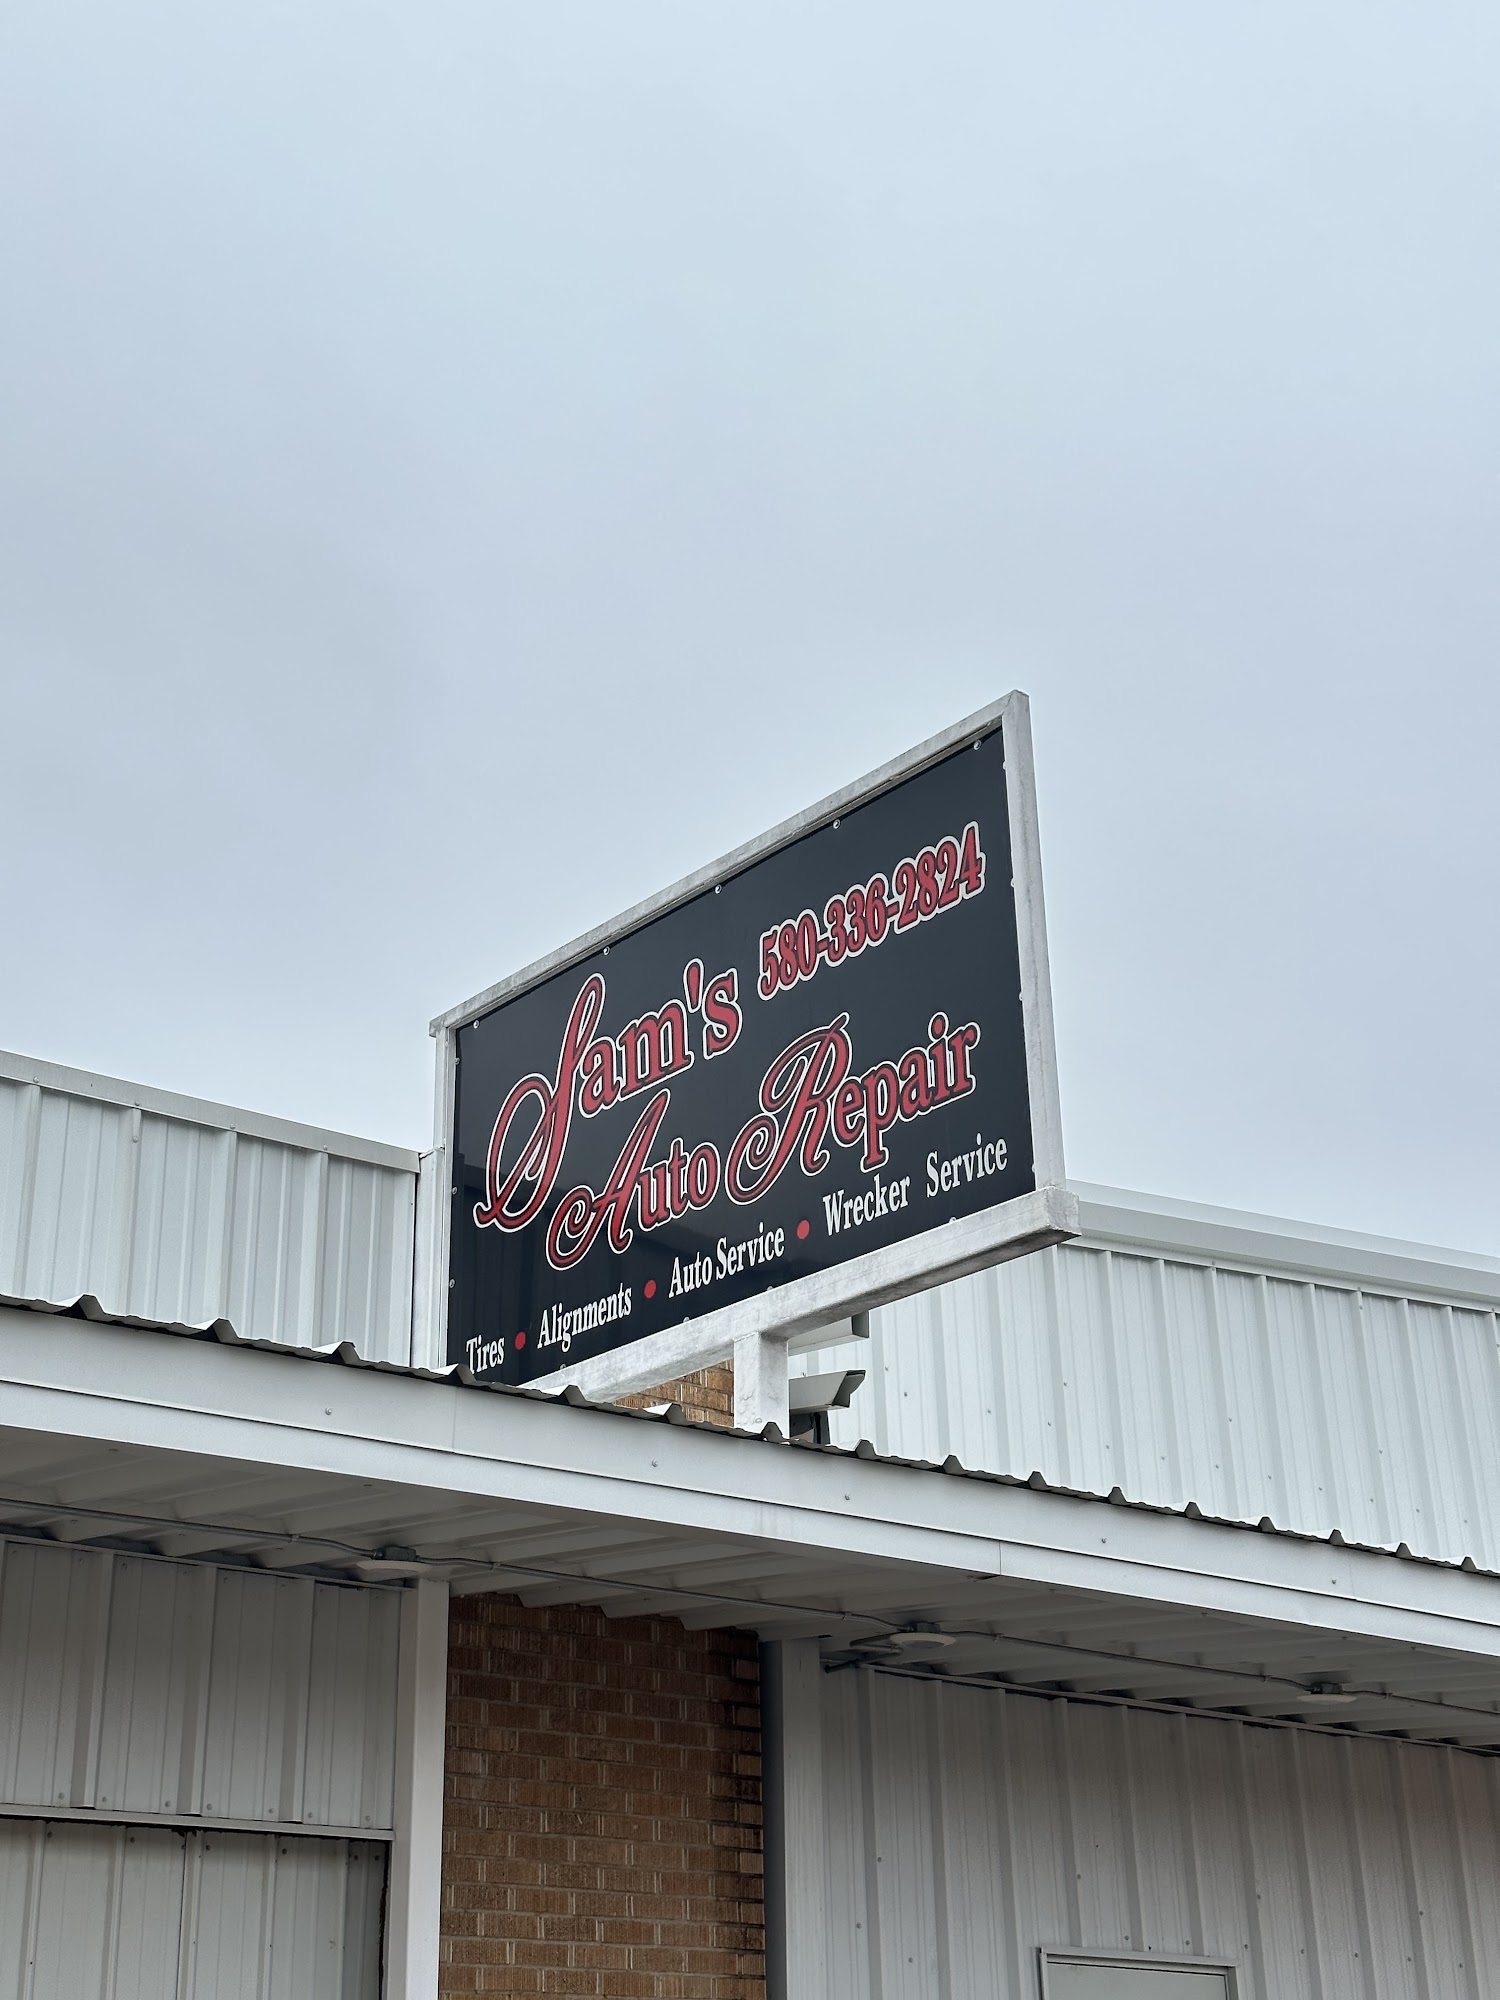 Sam's 580-336-2824
Auto Repair
Tires • Alignments • Auto Service • Wrecker Service